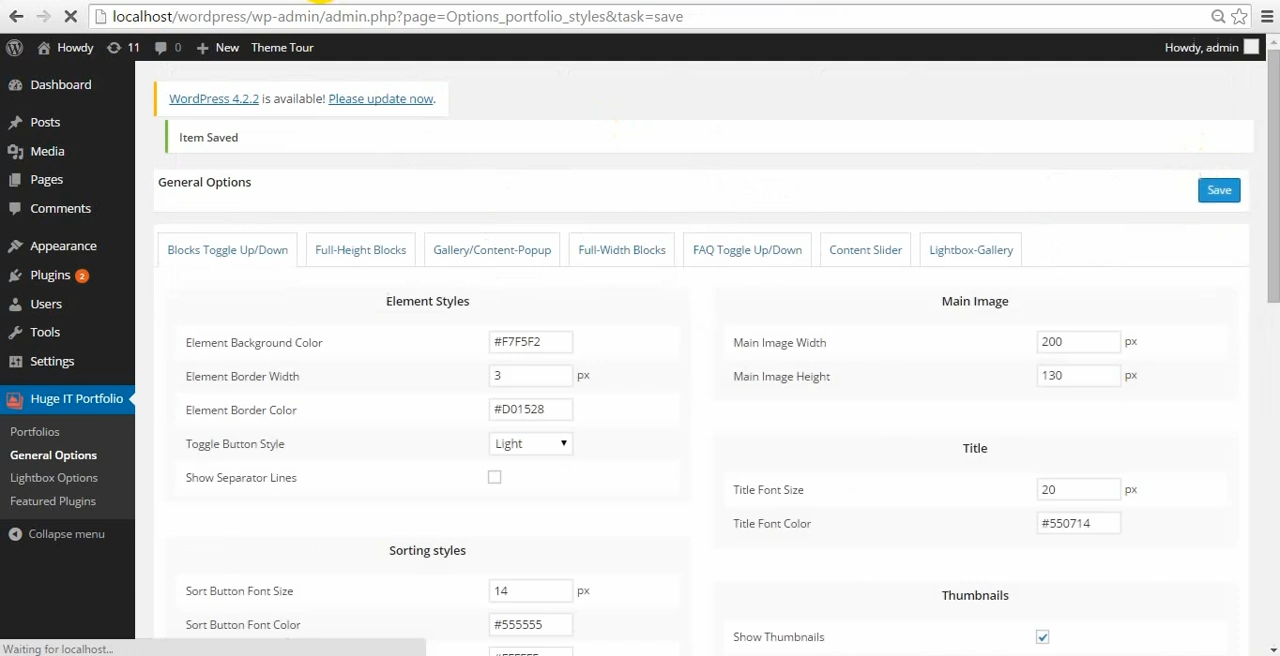 localhost/wordpress/wp-admin/admin.php?page=Options_portfolio_styles&task=save
Howdy 11 0 New Theme Tour Howdy, admin
Dashboard
Posts
Media
Pages
Comments
Appearance
Plugins 2
Users
Tools
Settings
Huge IT Portfolio
Portfolios
General Options
Lightbox Options
Featured Plugins
Collapse menu
WordPress 4.2.2 is available! Please update now.
Item Saved
General Options
Save
Blocks Toggle Up/Down Full-Height Blocks Gallery/Content-Popup Full-Width Blocks FAQ Toggle Up/Down Content Slider Lightbox-Gallery
Element Styles
Element Background Color #F7F5F2
Element Border Width 3 px
Element Border Color #D01528
Toggle Button Style Light
Show Separator Lines
Sorting styles
Sort Button Font Size 14 px
Sort Button Font Color #555555
Main Image
Main Image Width 200 px
Main Image Height 130 px
Title
Title Font Size 20 px
Title Font Color #550714
Thumbnails
Show Thumbnails
Waiting for localhost...